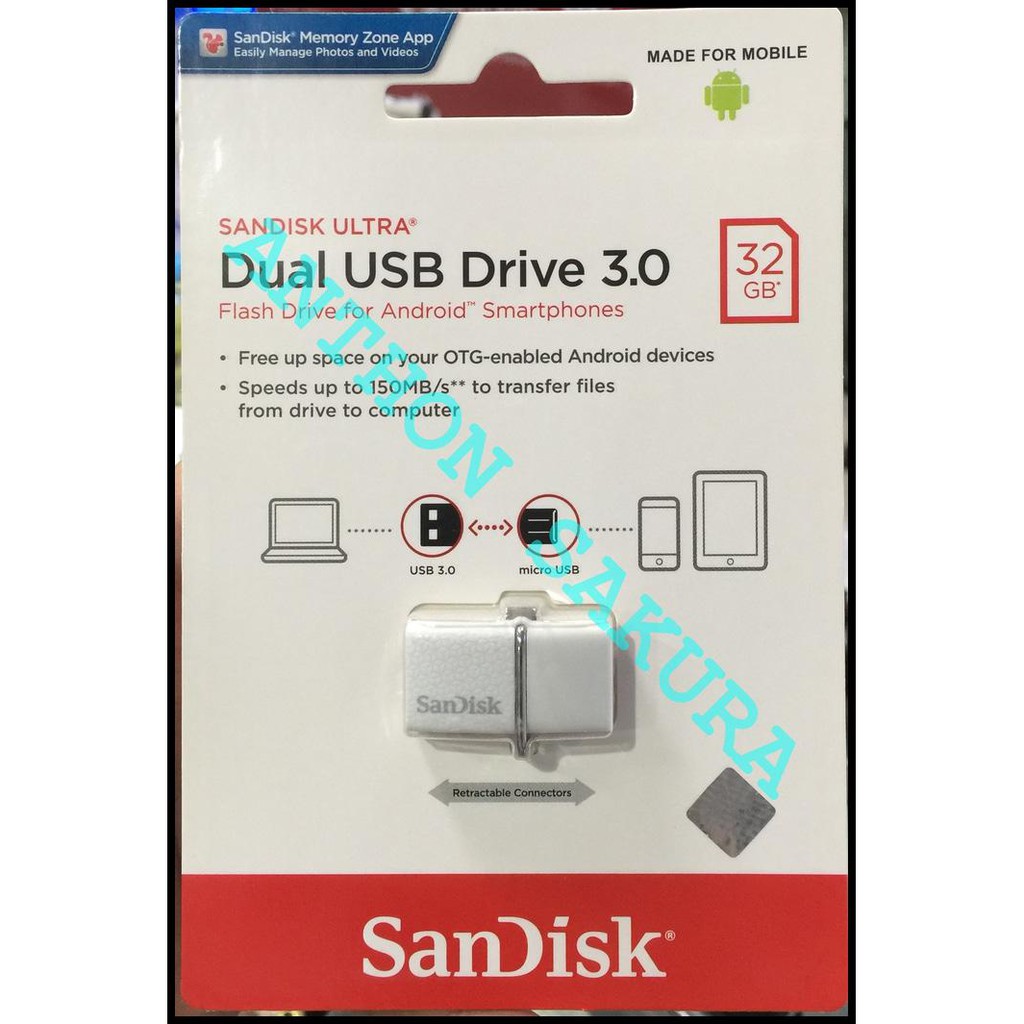 SanDisk® Memory Zone App
Easily Manage Photos and Videos
MADE FOR MOBILE
SANDISK ULTRA®
Dual USB Drive 3.0
Flash Drive for Android™ Smartphones
32
GB*
• Free up space on your OTG-enabled Android devices
• Speeds up to 150MB/s** to transfer files
from drive to computer
ANTHON SAKURA
USB 3.0
micro USB
SanDisk
Retractable Connectors
SanDisk®